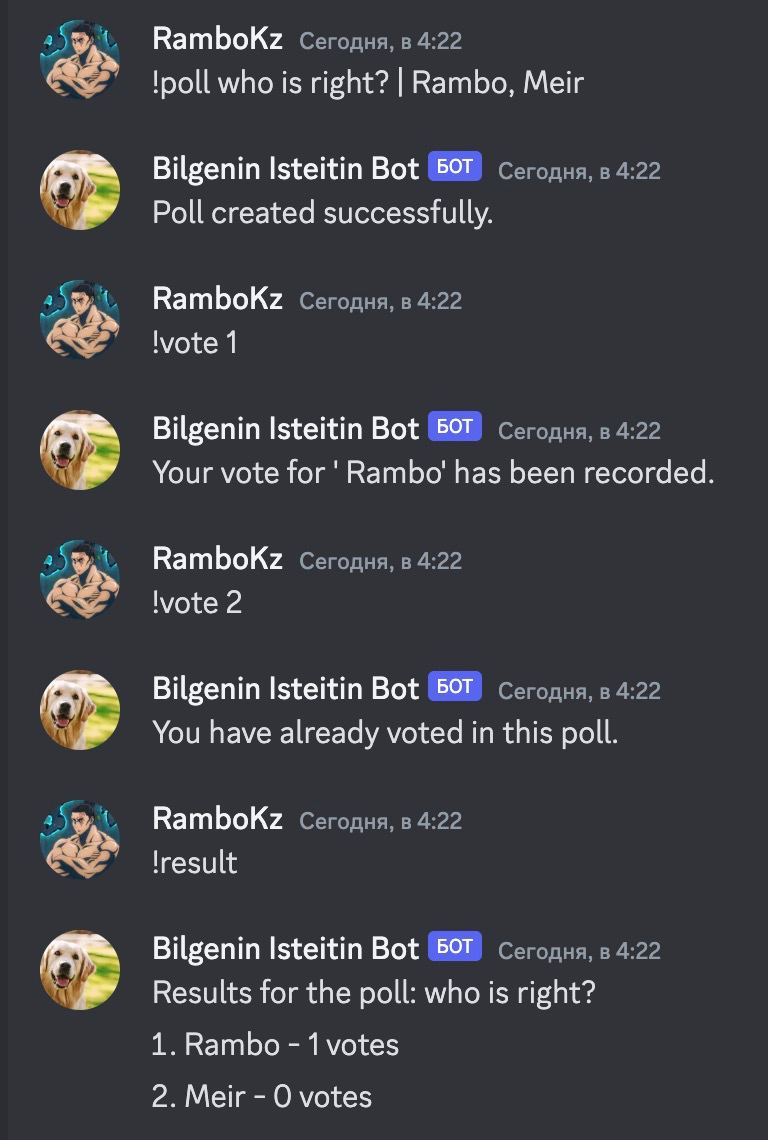 RamboKz Сегодня, в 4:22
!poll who is right? | Rambo, Meir
Bilgenin Isteitin Bot БОТ Сегодня, в 4:22
Poll created successfully.
RamboKz Сегодня, в 4:22
!vote 1
Bilgenin Isteitin Bot БОТ Сегодня, в 4:22
Your vote for ' Rambo' has been recorded.
RamboKz Сегодня, в 4:22
!vote 2
Bilgenin Isteitin Bot БОТ Сегодня, в 4:22
You have already voted in this poll.
RamboKz Сегодня, в 4:22
!result
Bilgenin Isteitin Bot БОТ Сегодня, в 4:22
Results for the poll: who is right?
1. Rambo - 1 votes
2. Meir - 0 votes